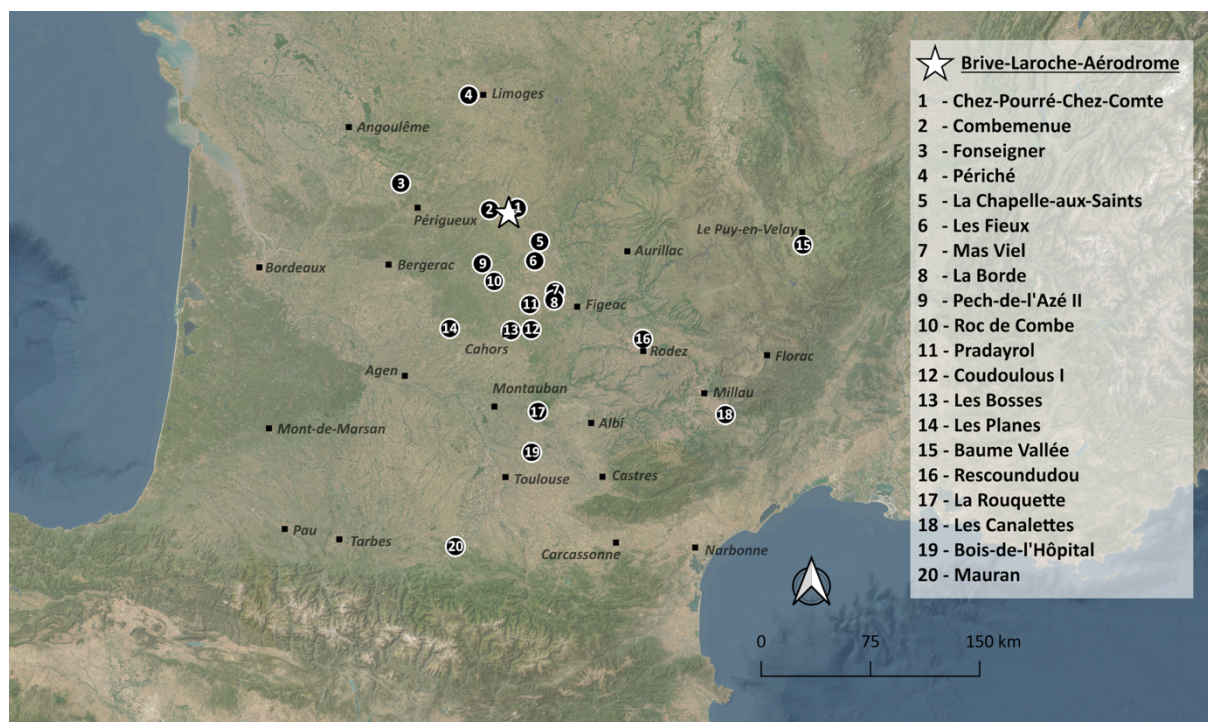 Brive-Laroche-Aérodrome
1 - Chez-Pourré-Chez-Comte
2 - Combemenue
3 - Fonseigner
4 - Périché
5 - La Chapelle-aux-Saints
6 - Les Fieux
7 - Mas Viel
8 - La Borde
9 - Pech-de-l'Azé II
10 - Roc de Combe
11 - Pradayrol
12 - Coudoulous I
13 - Les Bosses
14 - Les Planes
15 - Baume Vallée
16 - Rescoundudou
17 - La Rouquette
18 - Les Canalettes
19 - Bois-de-l'Hôpital
20 - Mauran
4
Limoges
Angoulême
3
Périgueux
2
1
Le Puy-en-Velay
15
5
6
Aurillac
Bordeaux
Bergerac
9
10
7
8
11
Figeac
14
13
12
Cahors
16
Rodez
Florac
Agen
Montauban
Millau
17
18
Albi
Mont-de-Marsan
19
Toulouse
Castres
Pau
Tarbes
20
Carcassonne
Narbonne
0 75 150 km